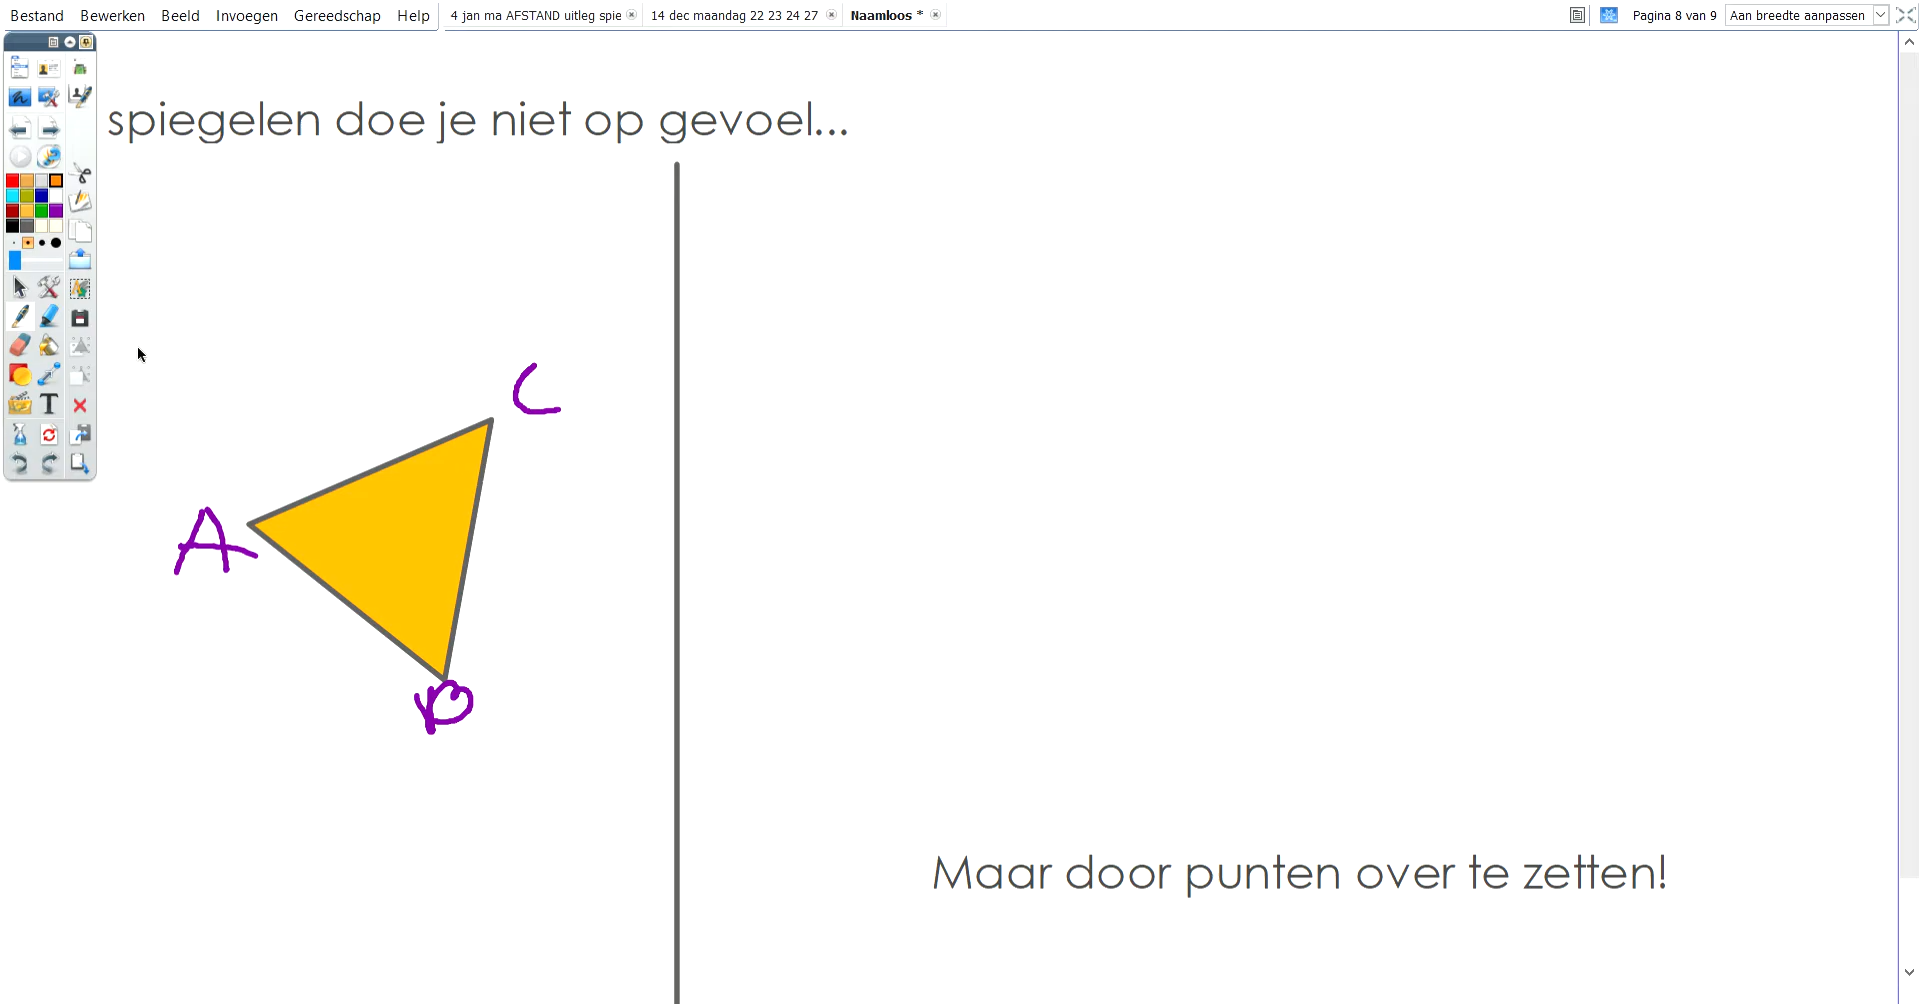 Bestand Bewerken Beeld Invoegen Gereedschap Help 4 jan ma AFSTAND uitleg spie 14 dec maandag 22 23 24 27 Naamloos * Pagina 8 van 9 Aan breedte aanpassen
spiegelen doe je niet op gevoel...
C
A
B
Maar door punten over te zetten!